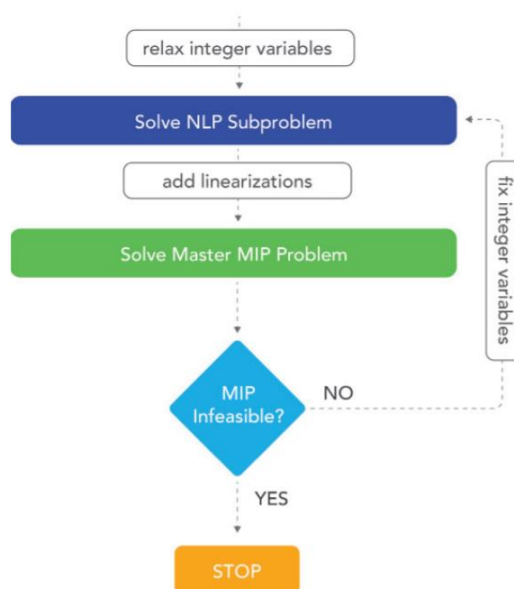 relax integer variables
Solve NLP Subproblem
add linearizations
fix integer variables
Solve Master MIP Problem
MIP
Infeasible?
NO
YES
STOP